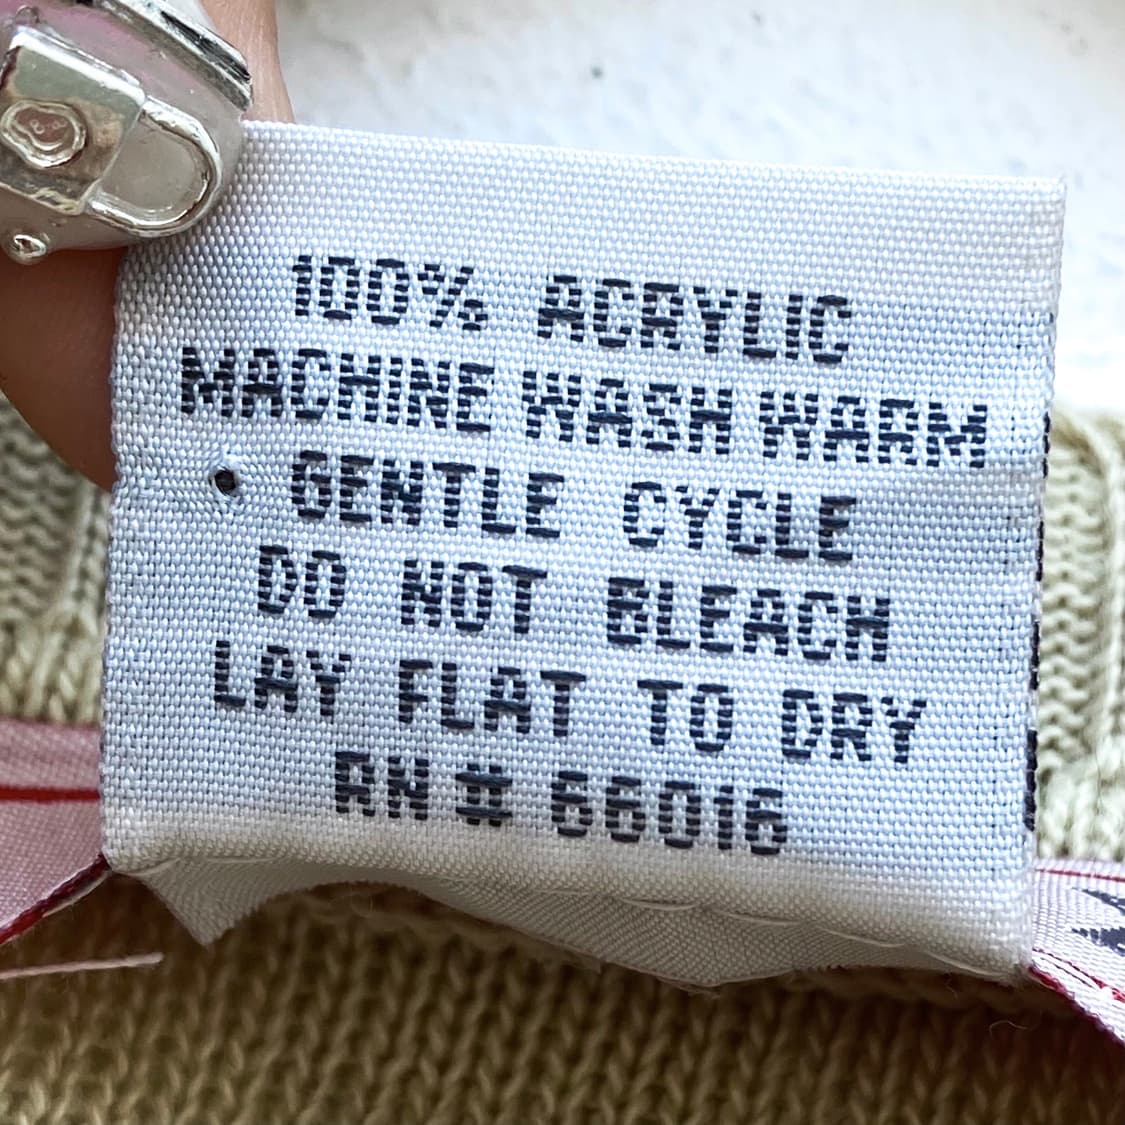 100% ACRYLIC
MACHINE WASH WARM
GENTLE CYCLE
DO NOT BLEACH
LAY FLAT TO DRY
RN # 66016